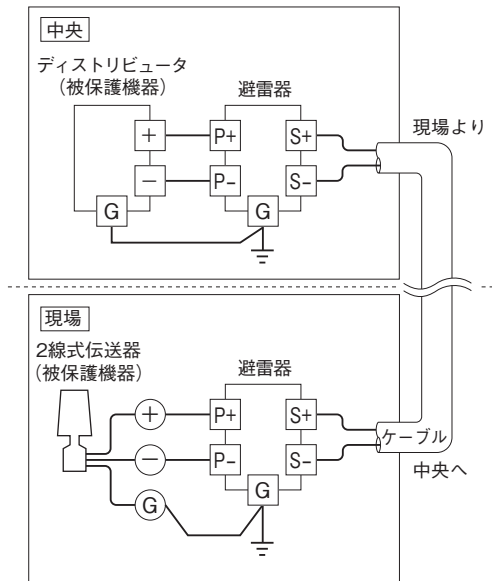 中央
ディストリビュータ
(被保護機器)
避雷器
現場より
+
P+
S+
−
P−
S−
G
G
現場
2線式伝送器
(被保護機器)
避雷器
+
P+
S+
ケーブル
−
P−
S−
中央へ
G
G